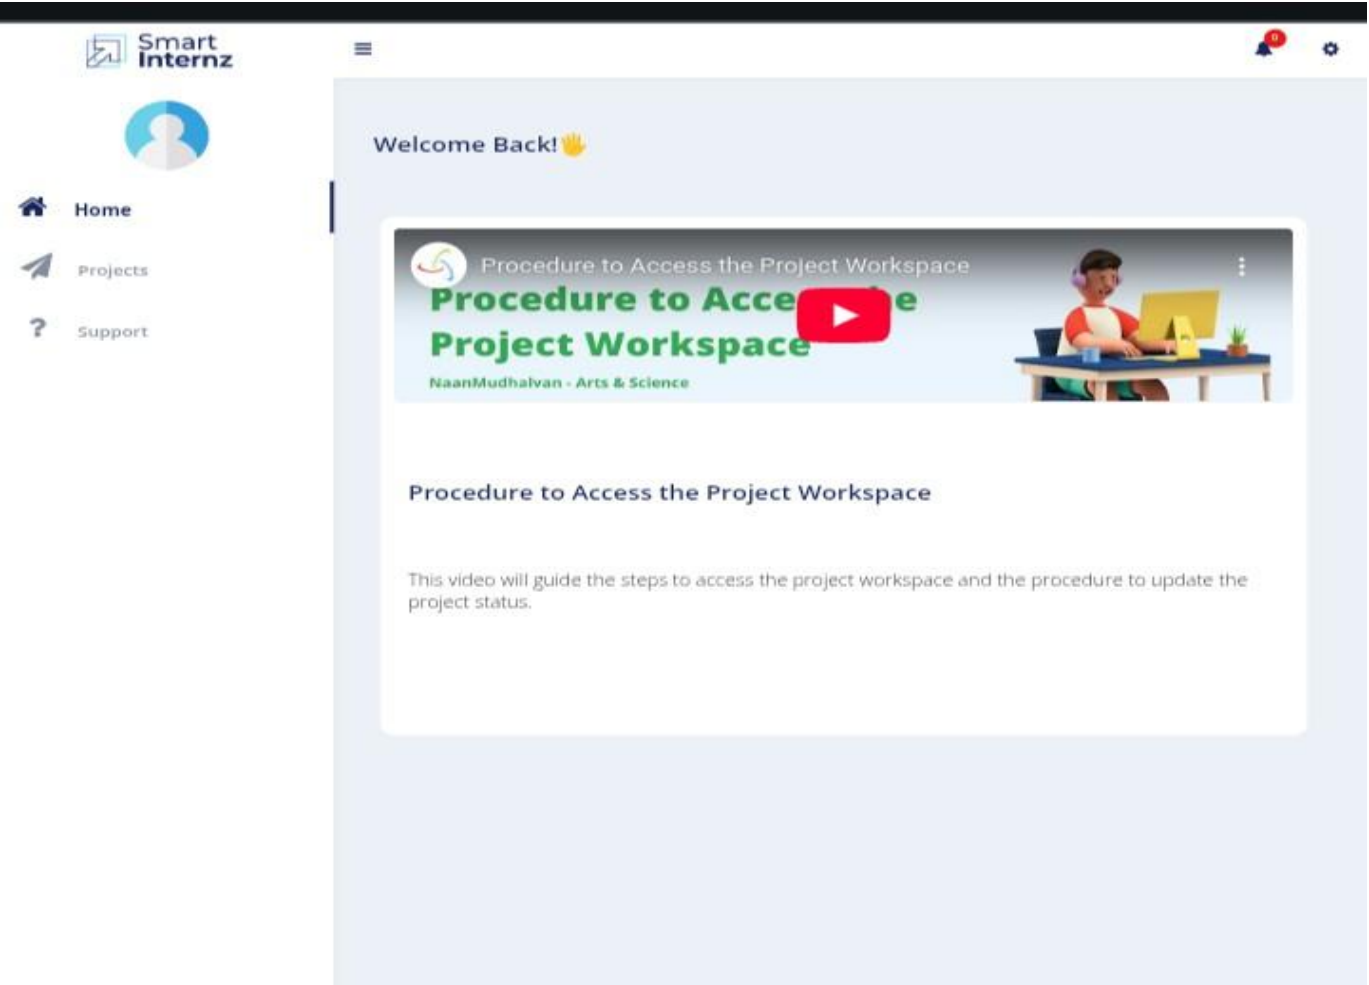 Smart
Internz
0
Welcome Back!🖐
Home
Projects
? Support
Procedure to Access the Project Workspace
Procedure to Acce e
Project Workspace
NaanMudhalvan - Arts & Science
Procedure to Access the Project Workspace
This video will guide the steps to access the project workspace and the procedure to update the
project status.